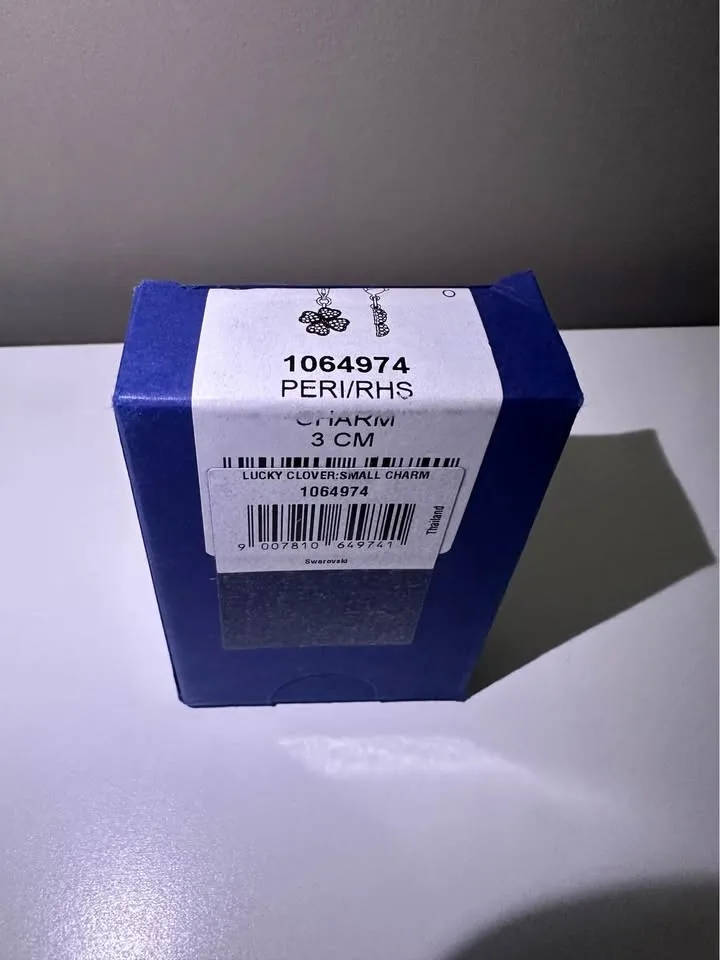 1064974
PERI/RHS
CHARM
3 CM
LUCKY CLOVER:SMALL CHARM
1064974
9 007810 649741
Thailand
Swarovski